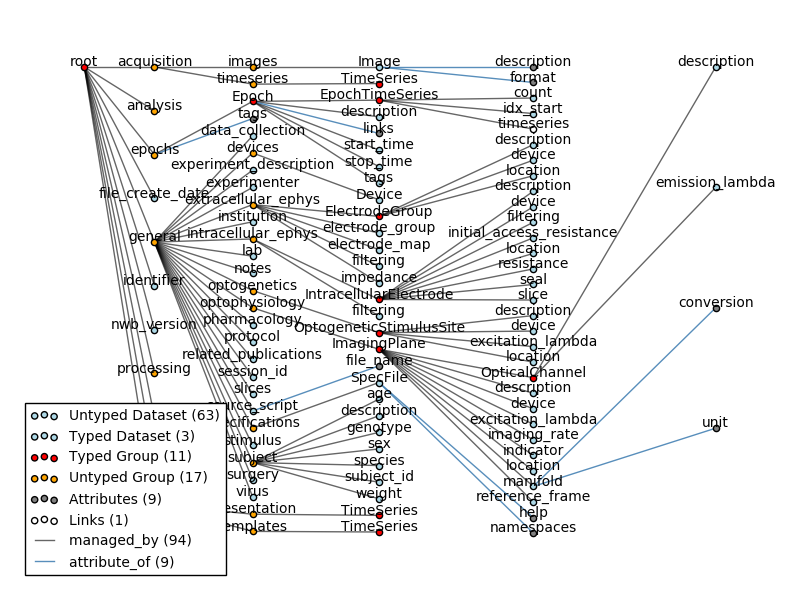 root
acquisition
analysis
epochs
file_create_date
general
identifier
nwb_version
processing
images
timeseries
Epoch
tags
data_collection
devices
experiment_description
experimenter
extracellular_ephys
institution
intracellular_ephys
lab
notes
optogenetics
optophysiology
pharmacology
protocol
related_publications
session_id
slices
source_script
ecifications
stimulus
subject
surgery
virus
esentation
emplates
Image
TimeSeries
EpochTimeSeries
description
links
start_time
stop_time
tags
Device
ElectrodeGroup
electrode_group
electrode_map
filtering
impedance
IntracellularElectrode
filtering
OptogeneticStimulusSite
ImagingPlane
file_name
SpecFile
age
description
genotype
sex
species
subject_id
weight
TimeSeries
TimeSeries
description
format
count
idx_start
timeseries
description
device
location
description
device
filtering
initial_access_resistance
location
resistance
seal
slice
description
device
excitation_lambda
location
OpticalChannel
description
device
excitation_lambda
imaging_rate
indicator
location
manifold
reference_frame
help
namespaces
description
emission_lambda
conversion
unit
Untyped Dataset (63)
Typed Dataset (3)
Typed Group (11)
Untyped Group (17)
Attributes (9)
Links (1)
managed_by (94)
attribute_of (9)